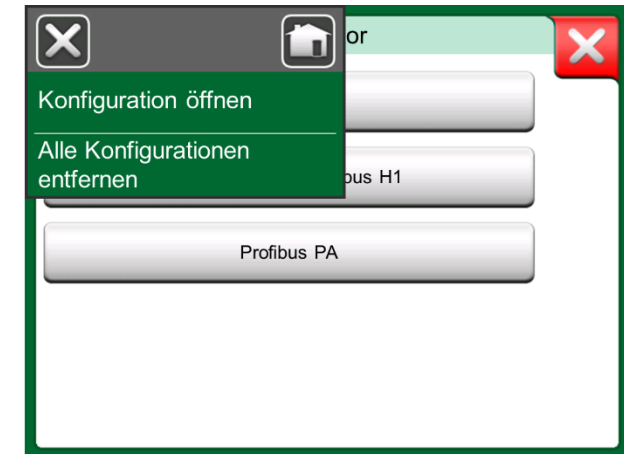 or
Konfiguration öffnen
Alle Konfigurationen
entfernen
bus H1
Profibus PA